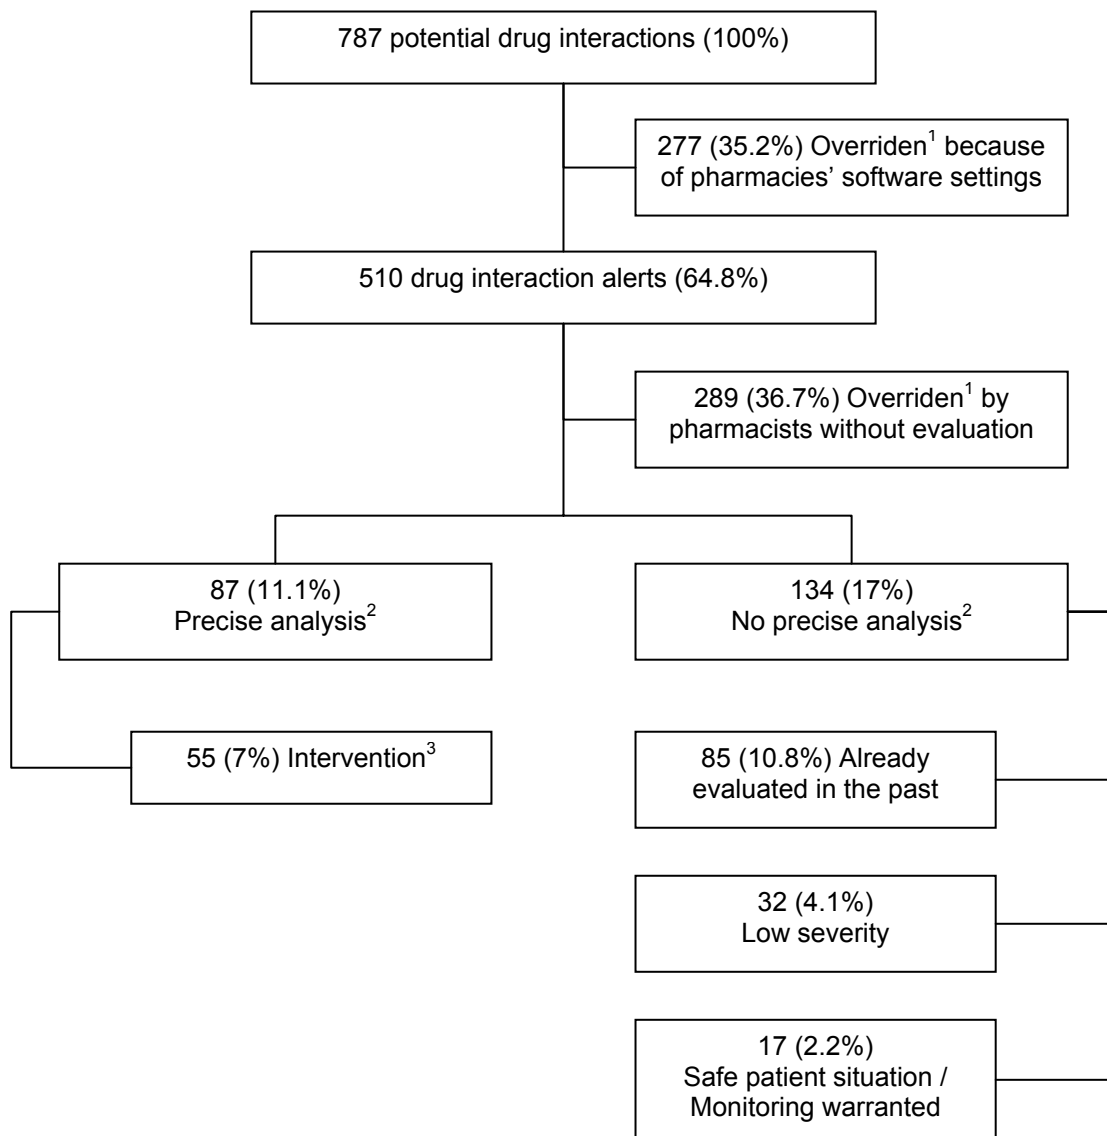 787 potential drug interactions (100%)
277 (35.2%) Overriden¹ because
of pharmacies’ software settings
510 drug interaction alerts (64.8%)
289 (36.7%) Overriden¹ by
pharmacists without evaluation
87 (11.1%)
Precise analysis²
134 (17%)
No precise analysis²
55 (7%) Intervention³
85 (10.8%) Already
evaluated in the past
32 (4.1%)
Low severity
17 (2.2%)
Safe patient situation /
Monitoring warranted